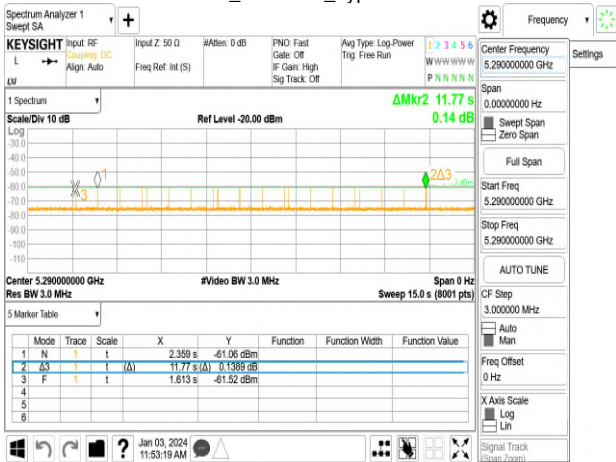 Spectrum Analyzer 1
Swept SA
Frequency
KEYSIGHT
Input: RF
Coupling: DC
Align: Auto
Input Z: 50 Ω
Freq Ref: Int (S)
#Atten: 0 dB
PNO: Fast
Gate: Off
IF Gain: High
Sig Track: Off
Avg Type: Log-Power
Trig: Free Run
1 2 3 4 5 6
W W W W W W
P N N N N N
L
1 Spectrum
ΔMkr2 11.77 s
0.14 dB
Scale/Div 10 dB
Ref Level -20.00 dBm
Log
-30.0
-40.0
-50.0
-60.0
-70.0
-80.0
-90.0
-100
-110
1
3
2Δ3
Center 5.290000000 GHz
Res BW 3.0 MHz
#Video BW 3.0 MHz
Span 0 Hz
Sweep 15.0 s (8001 pts)
5 Marker Table
Mode Trace Scale X Y Function Function Width Function Value
1 N 1 t 2.359 s -61.06 dBm
2 Δ3 1 t (Δ) 11.77 s (Δ) 0.1389 dB
3 F 1 t 1.613 s -61.52 dBm
4
5
6
Jan 03, 2024
11:53:19 AM
Center Frequency
5.290000000 GHz
Settings
Span
0.00000000 Hz
Swept Span
Zero Span
Full Span
Start Freq
5.290000000 GHz
Stop Freq
5.290000000 GHz
AUTO TUNE
CF Step
3.000000 MHz
Auto
Man
Freq Offset
0 Hz
X Axis Scale
Log
Lin
Signal Track
(Span Zoom)